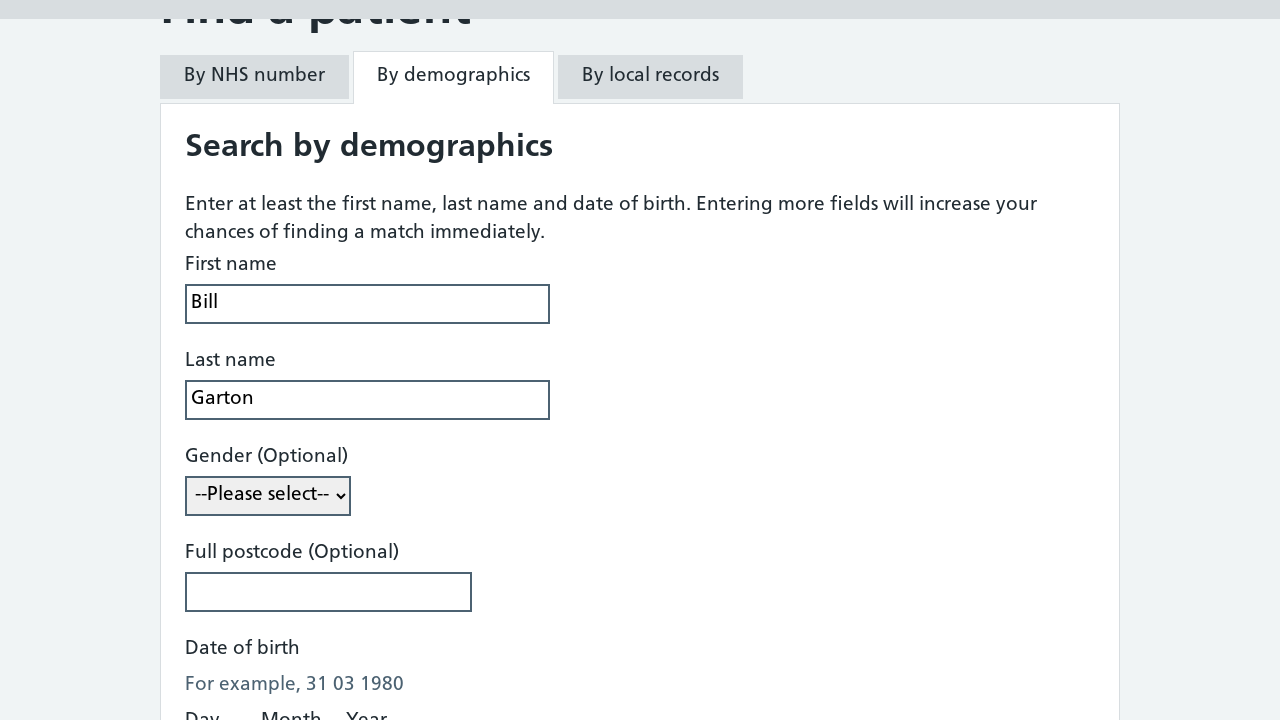 Find a patient
By NHS number
By demographics
By local records
Search by demographics
Enter at least the first name, last name and date of birth. Entering more fields will increase your
chances of finding a match immediately.
First name
Bill
Last name
Garton
Gender (Optional)
--Please select--
Full postcode (Optional)
Date of birth
For example, 31 03 1980
Day Month Year